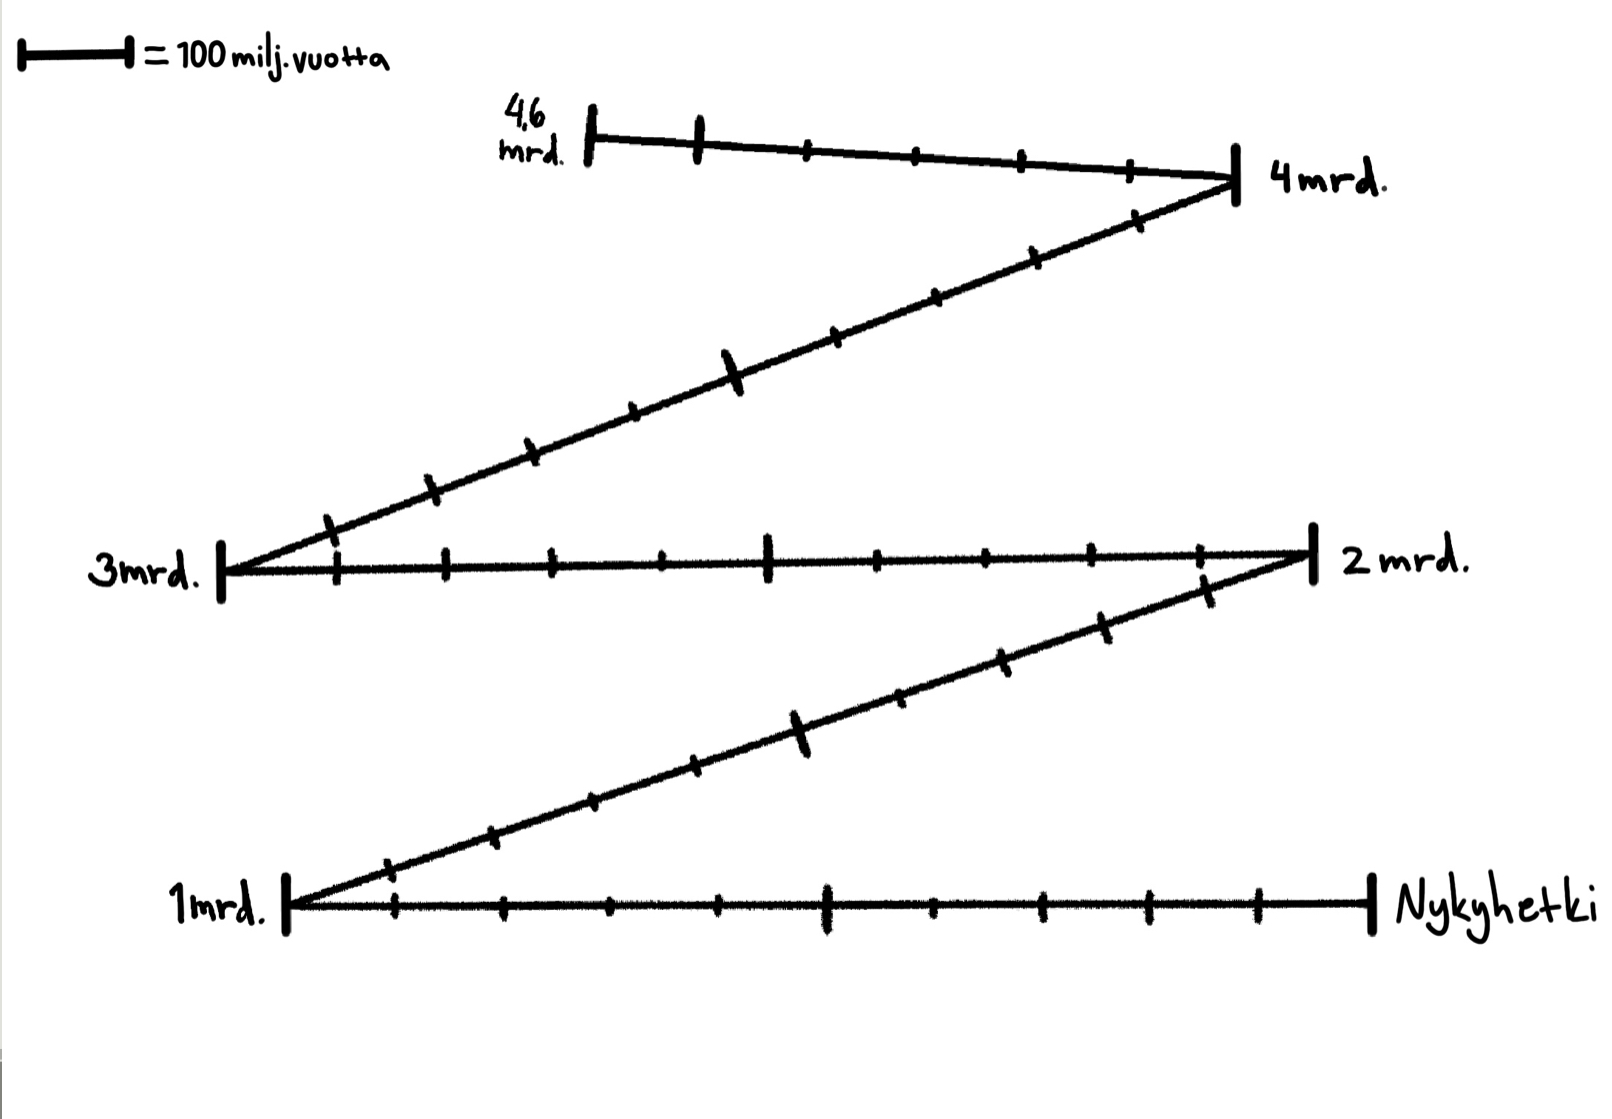 = 100 milj.vuotta
4,6
mrd.
4 mrd.
3 mrd.
2 mrd.
1 mrd.
Nykyhetki